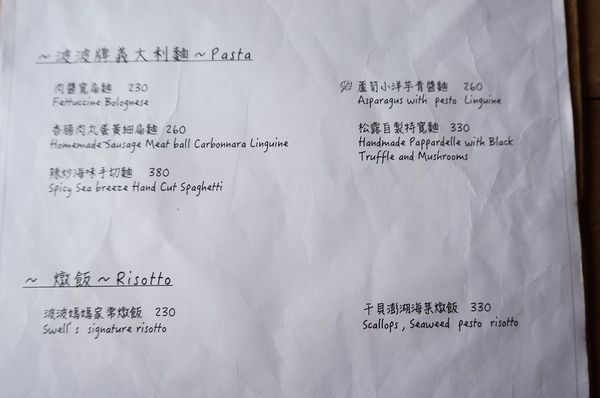 ~波波牌義大利麵~Pasta
肉醬寬扁麵 230
Fettuccine Bolognese
香腸肉丸蛋黃細扁麵 260
Homemade Sausage Meat ball Carbonnara Linguine
辣炒海味手切麵 380
Spicy Sea breeze Hand Cut Spaghetti
蘆筍小洋芋青醬麵 260
Asparagus with pesto Linguine
松露自製特寬麵 330
Handmade Pappardelle with Black
Truffle and Mushrooms
~ 燉飯~Risotto
波波媽媽家常燉飯 230
Swell's signature risotto
干貝澎湖海菜燉飯 330
Scallops, Seaweed pesto risotto